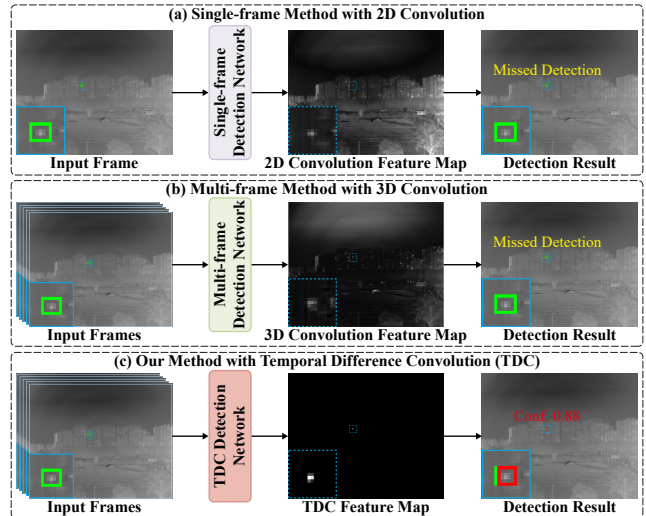 (a) Single-frame Method with 2D Convolution
Single-frame
Detection Network
Missed Detection
Input Frame
2D Convolution Feature Map
Detection Result
(b) Multi-frame Method with 3D Convolution
Multi-frame
Detection Network
Missed Detection
Input Frames
3D Convolution Feature Map
Detection Result
(c) Our Method with Temporal Difference Convolution (TDC)
TDC Detection
Network
Conf: 0.88
Input Frames
TDC Feature Map
Detection Result